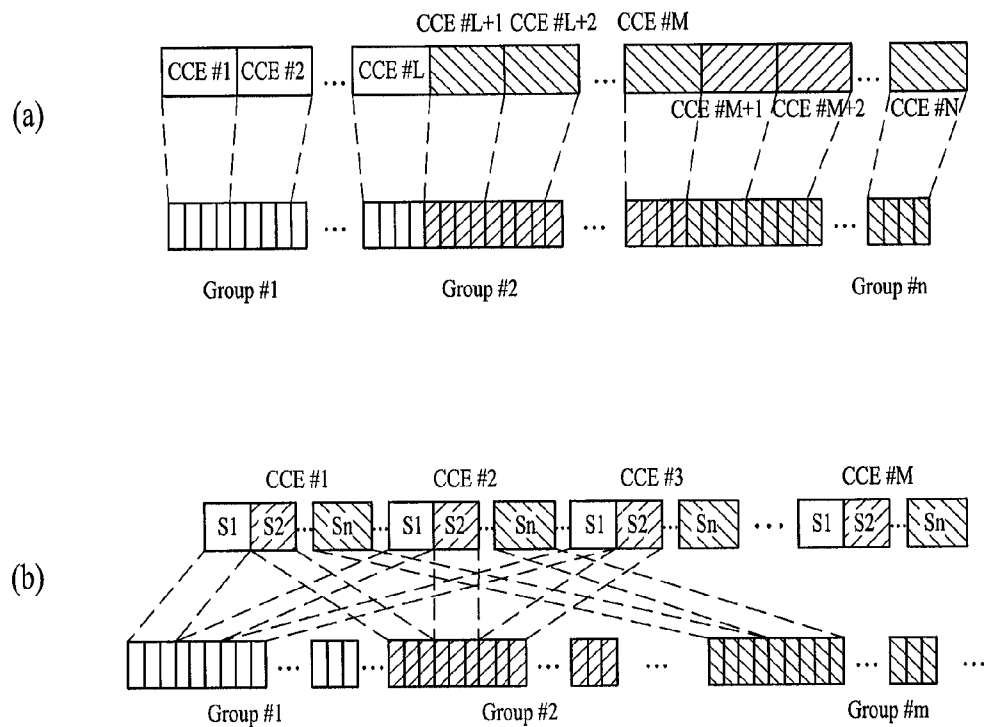 CCE #L+1 CCE #L+2 CCE #M
CCE #1 CCE #2 ... CCE #L ... ...
(a)
CCE #M+1 CCE #M+2 CCE #N
... ... ...
Group #1 Group #2 Group #n
CCE #1 CCE #2 CCE #3 CCE #M
S1 S2 ... Sn ... S1 S2 ... Sn ... S1 S2 ... Sn ... S1 S2 ... Sn
(b)
... ... ... ... ... ...
Group #1 Group #2 Group #m